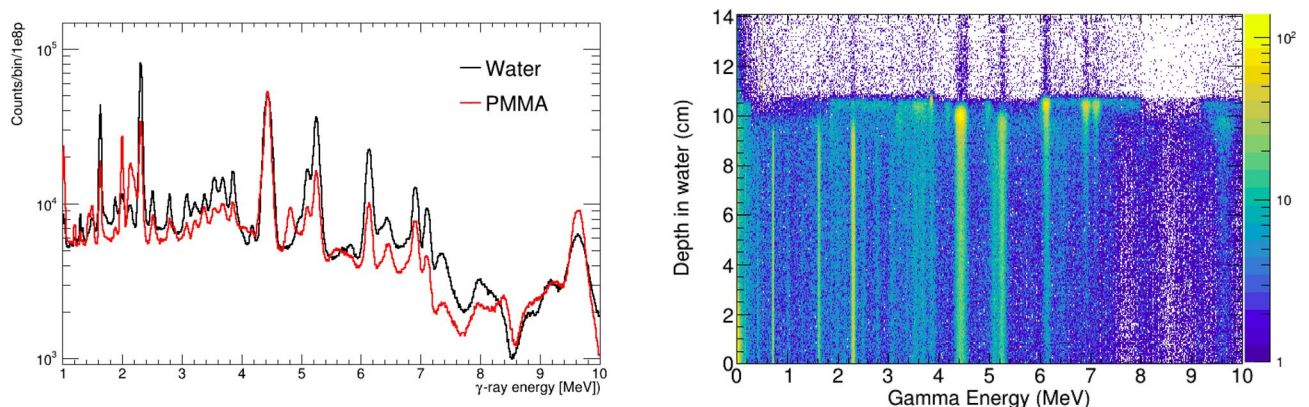 Counts/bin/1e8p
10^5
10^4
10^3
Water
PMMA
1 2 3 4 5 6 7 8 9 10
γ-ray energy [MeV])
Depth in water (cm)
14
12
10
8
6
4
2
0
0 1 2 3 4 5 6 7 8 9 10
Gamma Energy (MeV)
10^2
10
1